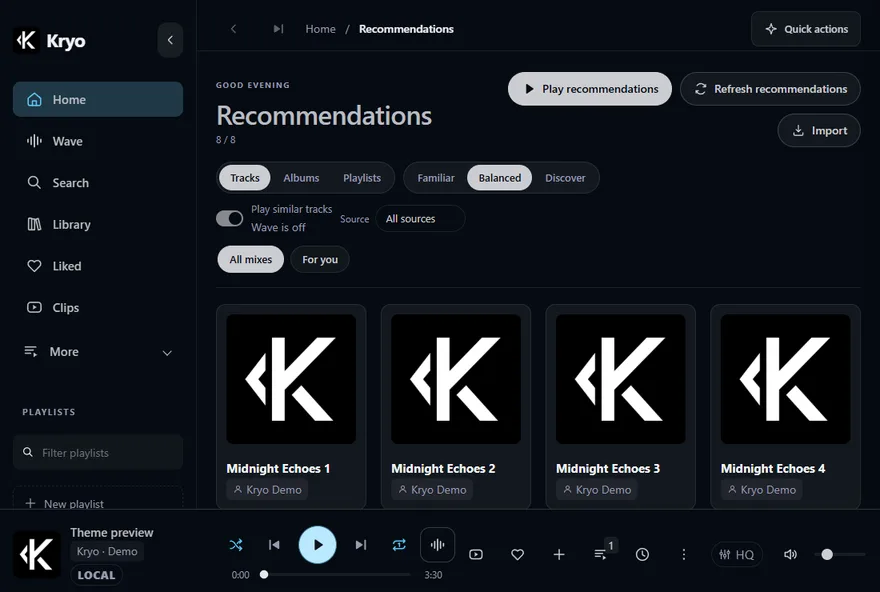 Kryo
Home
Wave
Search
Library
Liked
Clips
More
PLAYLISTS
Filter playlists
New playlist
Home / Recommendations
Quick actions
GOOD EVENING
Recommendations
8 / 8
Play recommendations
Refresh recommendations
Import
Tracks Albums Playlists
Familiar Balanced Discover
Play similar tracks
Wave is off
Source
All sources
All mixes
For you
Midnight Echoes 1
Kryo Demo
Midnight Echoes 2
Kryo Demo
Midnight Echoes 3
Kryo Demo
Midnight Echoes 4
Kryo Demo
Theme preview
Kryo · Demo
LOCAL
0:00
3:30
1
HQ